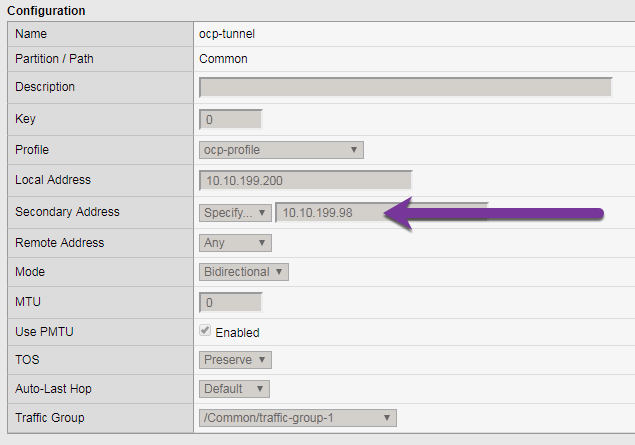 Configuration
Name ocp-tunnel
Partition / Path Common
Description
Key 0
Profile ocp-profile
Local Address 10.10.199.200
Secondary Address Specify... 10.10.199.98
Remote Address Any
Mode Bidirectional
MTU 0
Use PMTU Enabled
TOS Preserve
Auto-Last Hop Default
Traffic Group /Common/traffic-group-1